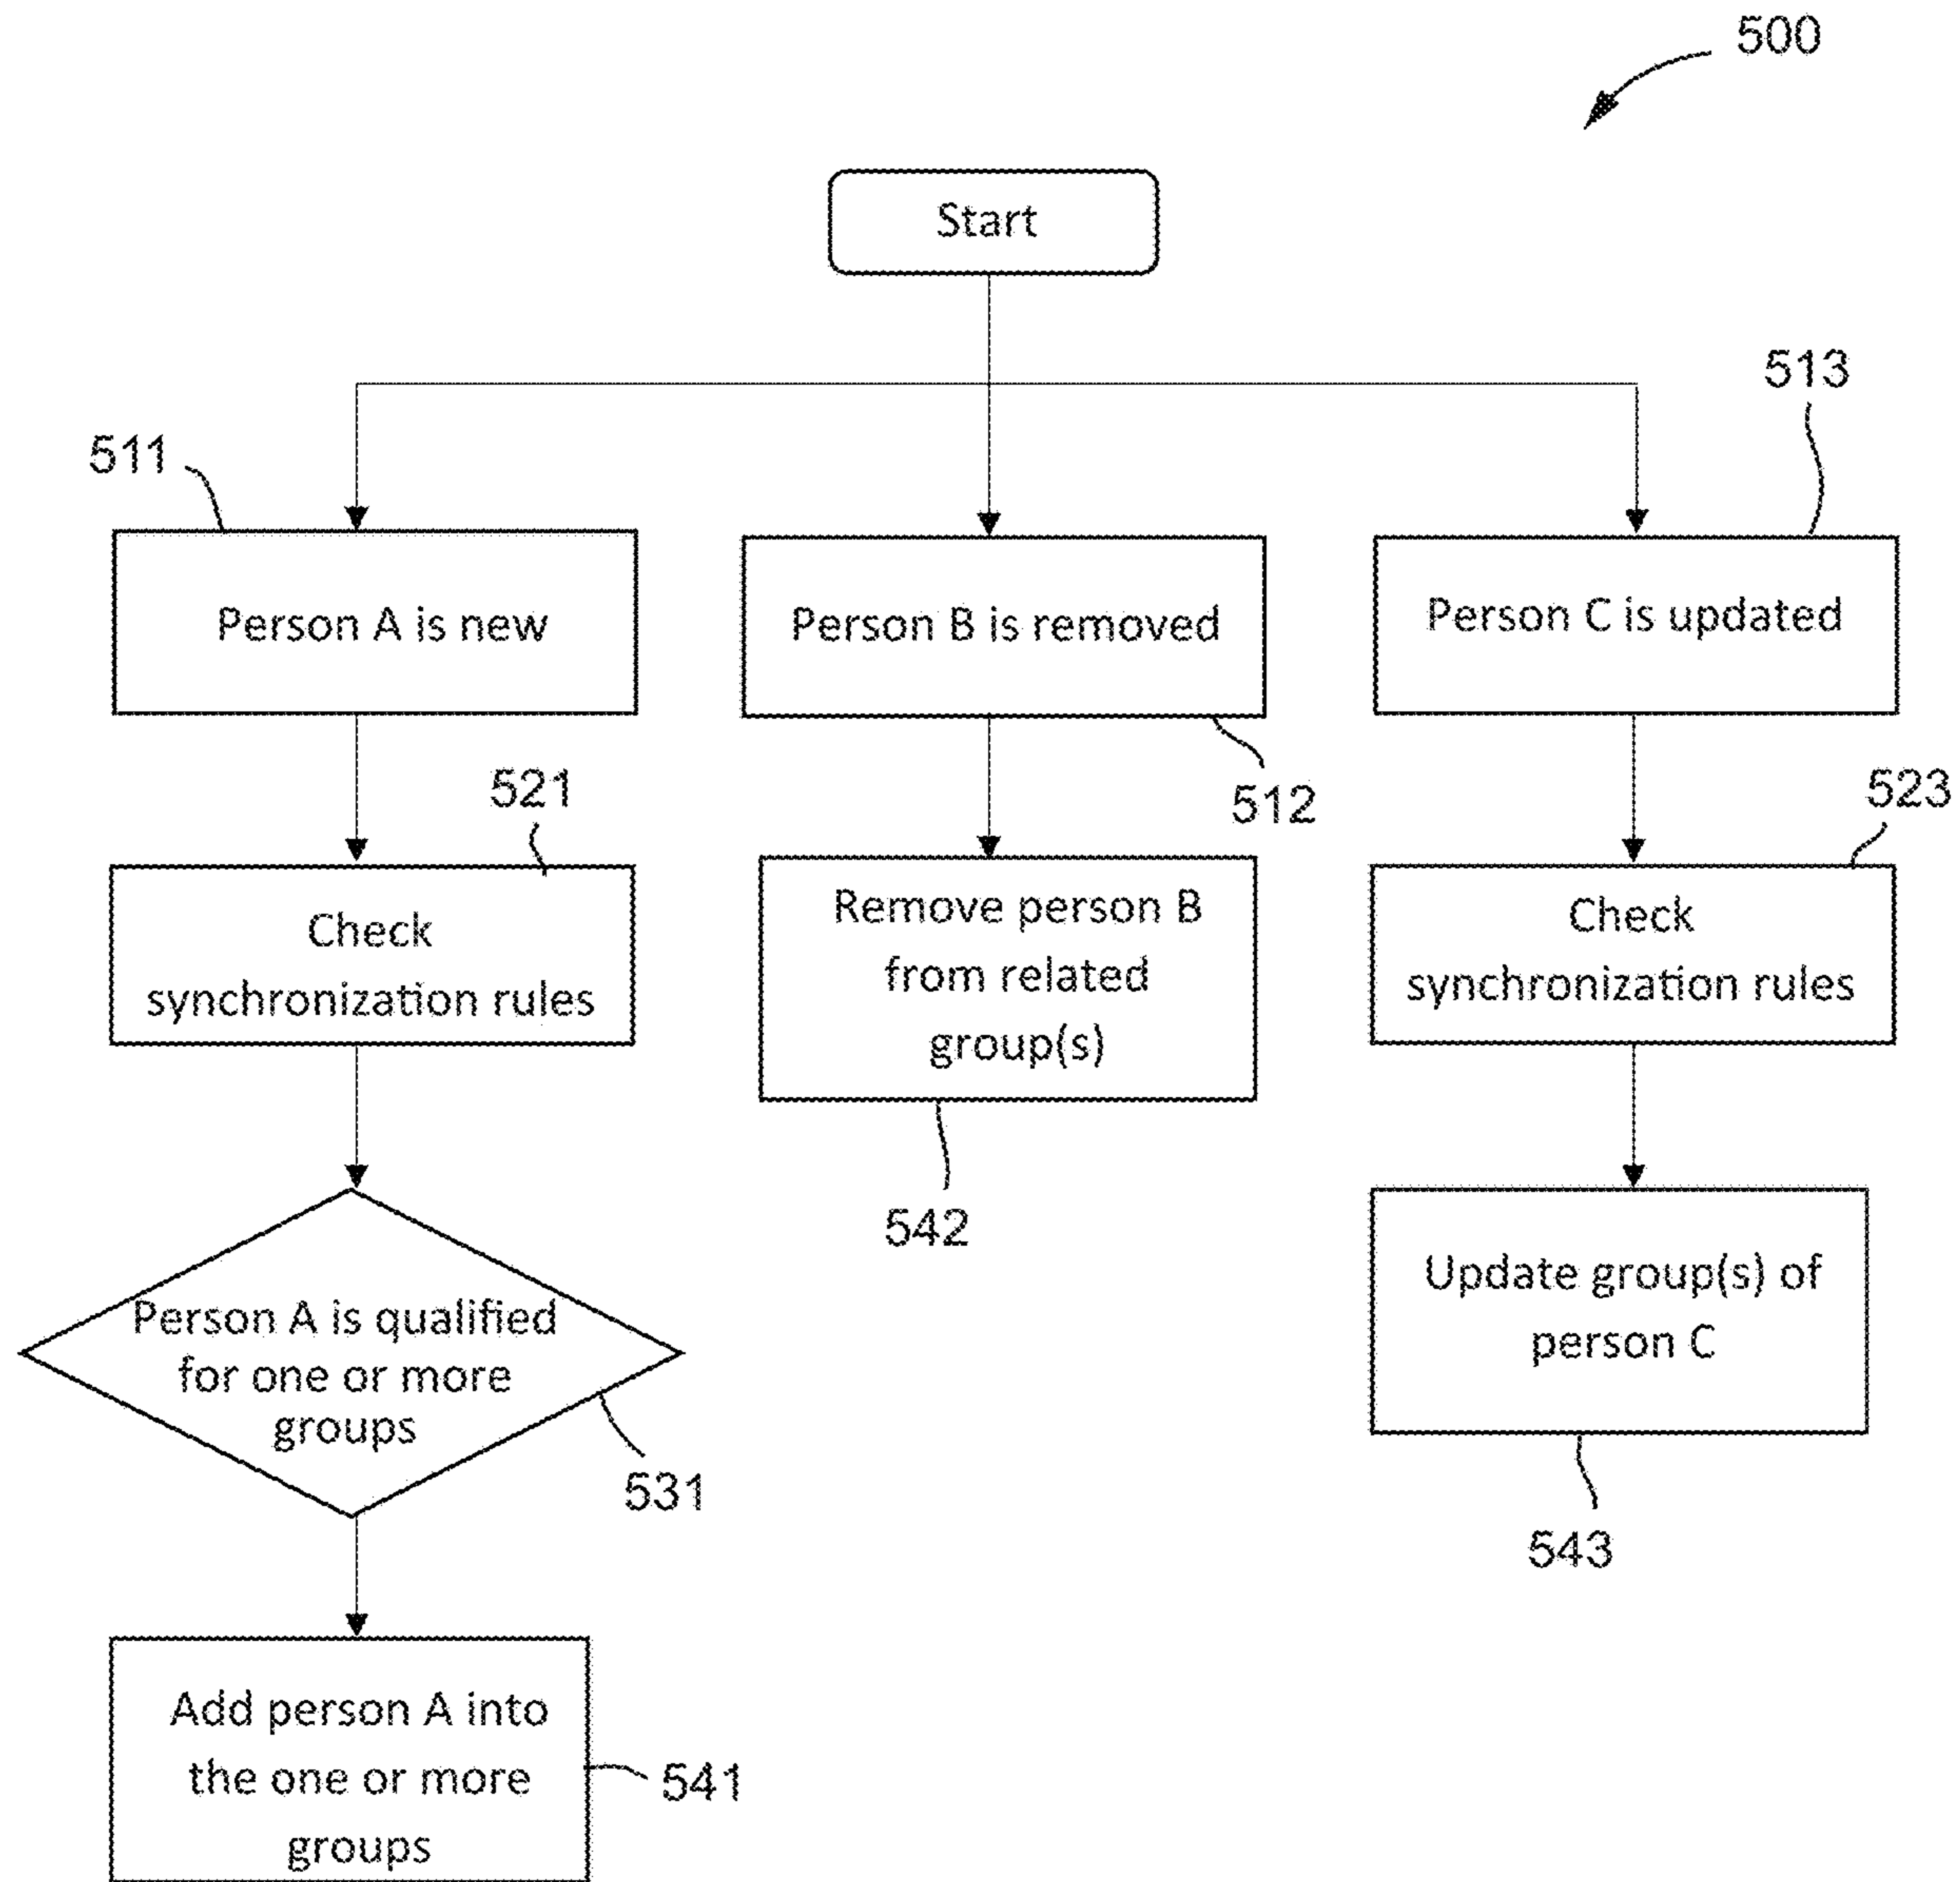 500
Start
513
511
Person A is new
Person B is removed
Person C is updated
521
512
523
Check
synchronization rules
Remove person B
from related
group(s)
Check
synchronization rules
542
Person A is qualified
for one or more
groups
531
Update group(s) of
person C
543
Add person A into
the one or more
groups
541